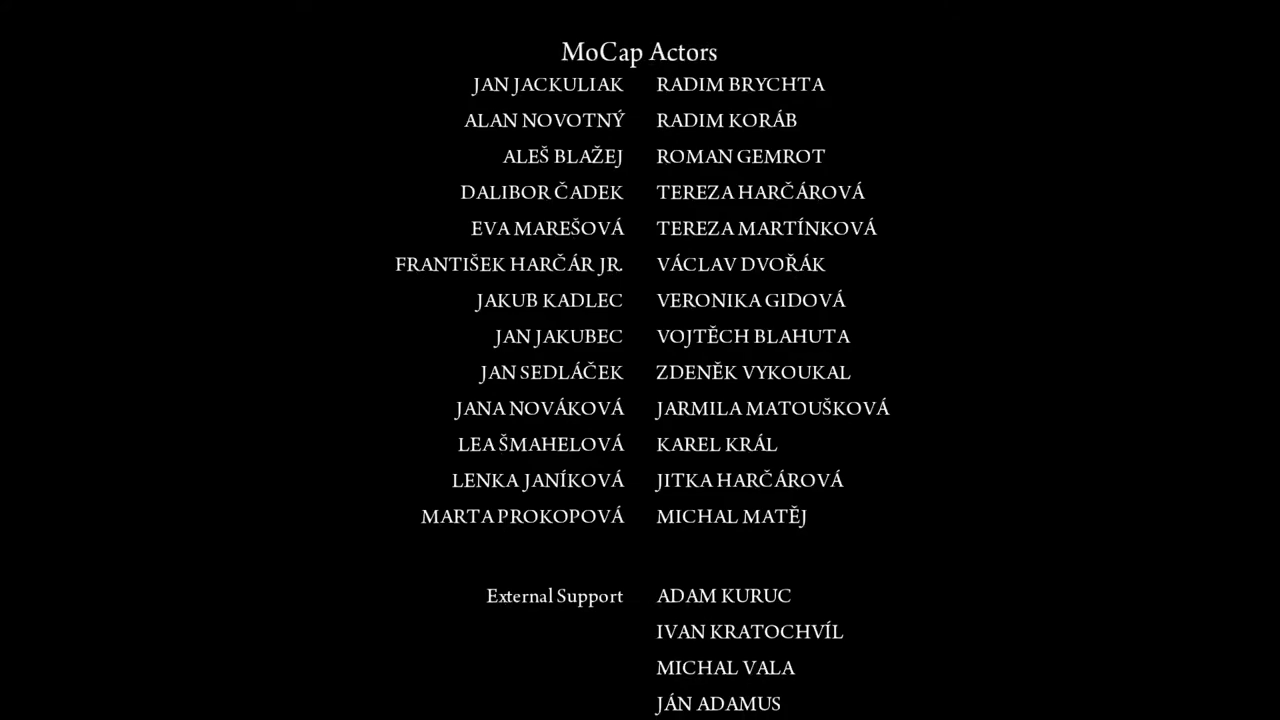 MoCap Actors
JAN JACKULIAK RADIM BRYCHTA
ALAN NOVOTNÝ RADIM KORÁB
ALEŠ BLAŽEJ ROMAN GEMROT
DALIBOR ČADEK TEREZA HARČÁROVÁ
EVA MAREŠOVÁ TEREZA MARTÍNKOVÁ
FRANTIŠEK HARČÁR JR. VÁCLAV DVOŘÁK
JAKUB KADLEC VERONIKA GIDOVÁ
JAN JAKUBEC VOJTĚCH BLAHUTA
JAN SEDLÁČEK ZDENĚK VYKOUKAL
JANA NOVÁKOVÁ JARMILA MATOUŠKOVÁ
LEA ŠMAHELOVÁ KAREL KRÁL
LENKA JANÍKOVÁ JITKA HARČÁROVÁ
MARTA PROKOPOVÁ MICHAL MATĚJ
External Support ADAM KURUC
IVAN KRATOCHVÍL
MICHAL VALA
JÁN ADAMUS